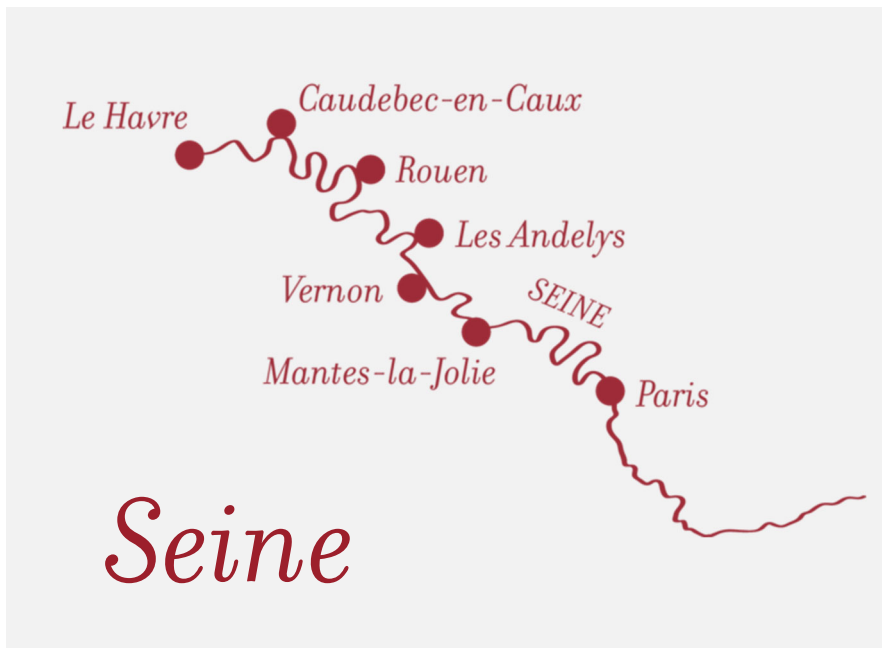 Caudebec-en-Caux
Le Havre
Rouen
Les Andelys
Vernon
SEINE
Mantes-la-Jolie
Paris
Seine